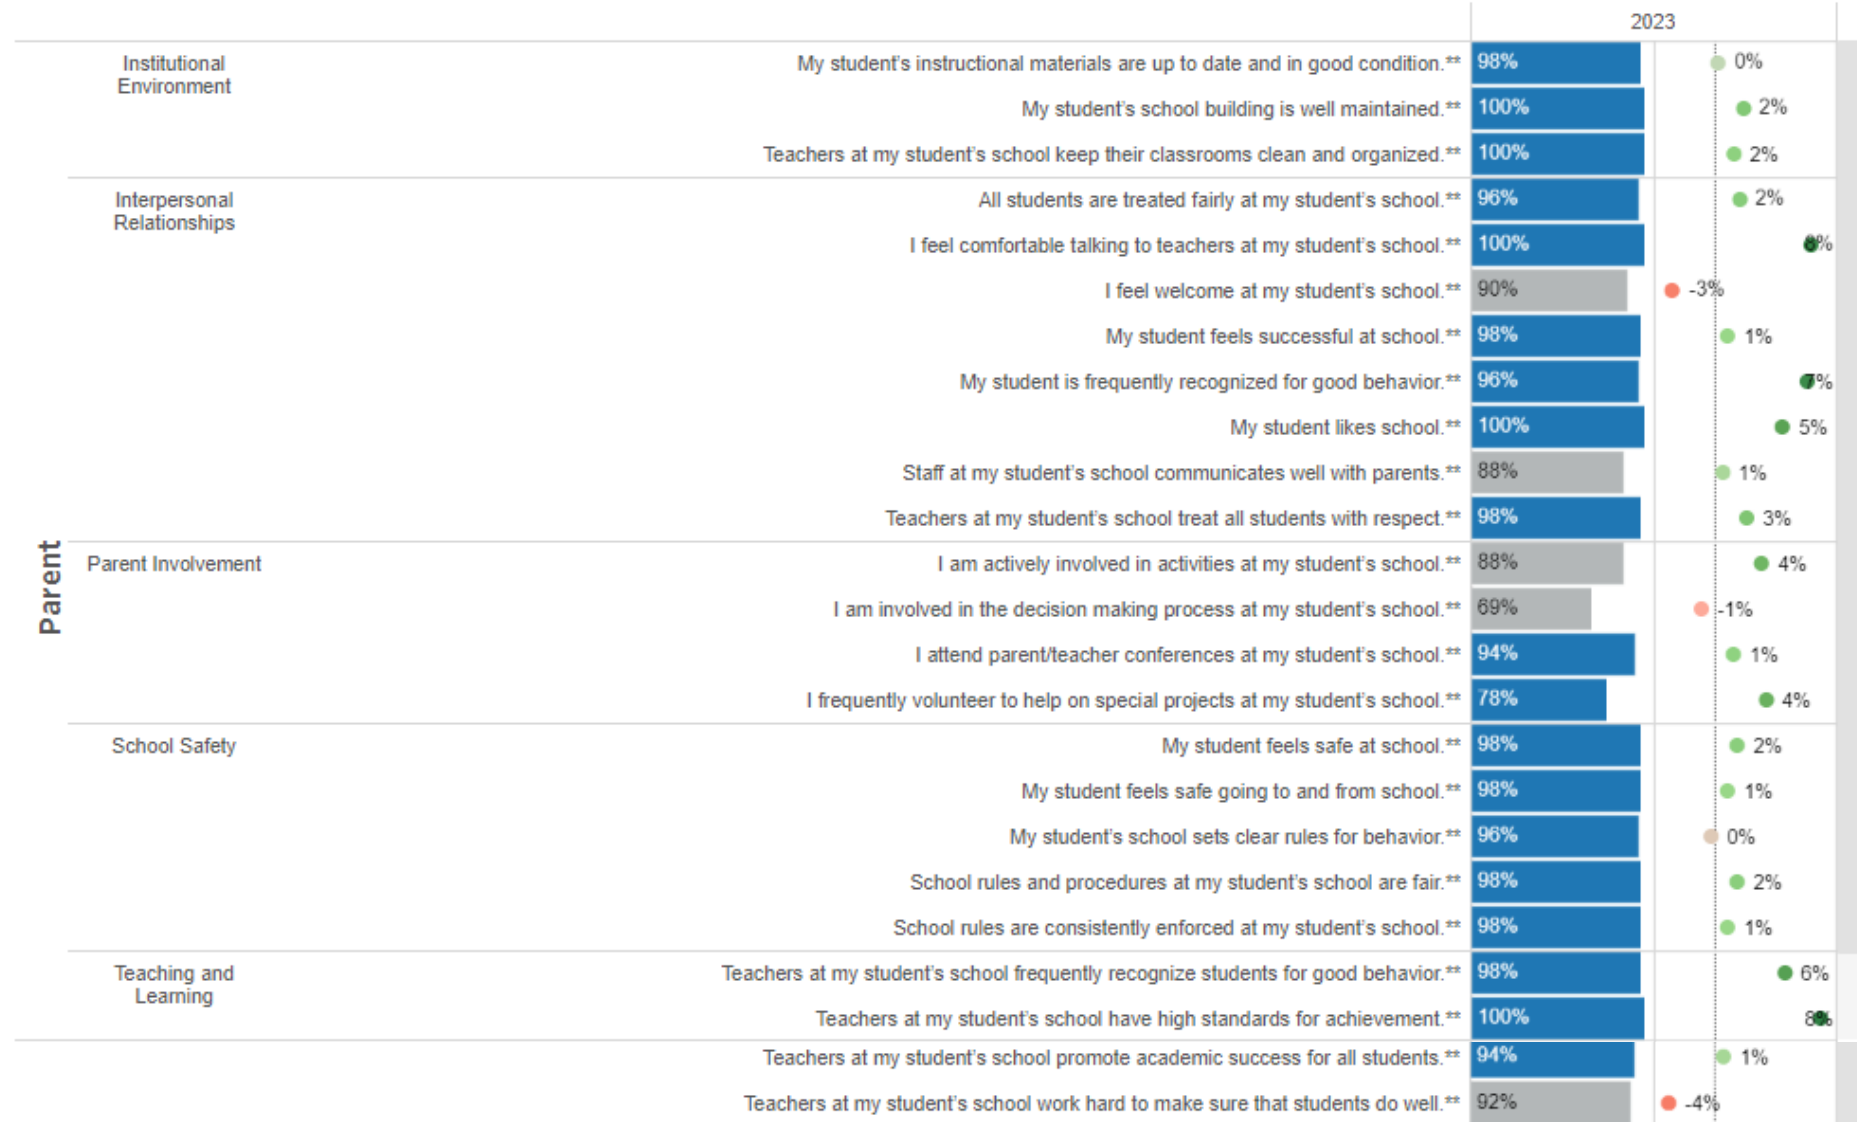 2023
Institutional
Environment
My student's instructional materials are up to date and in good condition.** 98% 0%
My student's school building is well maintained.** 100% 2%
Teachers at my student's school keep their classrooms clean and organized.** 100% 2%
Interpersonal
Relationships
All students are treated fairly at my student's school.** 96% 2%
I feel comfortable talking to teachers at my student's school.** 100% 8%
I feel welcome at my student's school.** 90% -3%
My student feels successful at school.** 98% 1%
My student is frequently recognized for good behavior.** 96% 7%
My student likes school.** 100% 5%
Staff at my student's school communicates well with parents.** 88% 1%
Teachers at my student's school treat all students with respect.** 98% 3%
Parent
Parent Involvement
I am actively involved in activities at my student's school.** 88% 4%
I am involved in the decision making process at my student's school.** 69% -1%
I attend parent/teacher conferences at my student's school.** 94% 1%
I frequently volunteer to help on special projects at my student's school.** 78% 4%
School Safety
My student feels safe at school.** 98% 2%
My student feels safe going to and from school.** 98% 1%
My student's school sets clear rules for behavior.** 96% 0%
School rules and procedures at my student's school are fair.** 98% 2%
School rules are consistently enforced at my student's school.** 98% 1%
Teaching and
Learning
Teachers at my student's school frequently recognize students for good behavior.** 98% 6%
Teachers at my student's school have high standards for achievement.** 100% 8%
Teachers at my student's school promote academic success for all students.** 94% 1%
Teachers at my student's school work hard to make sure that students do well.** 92% -4%